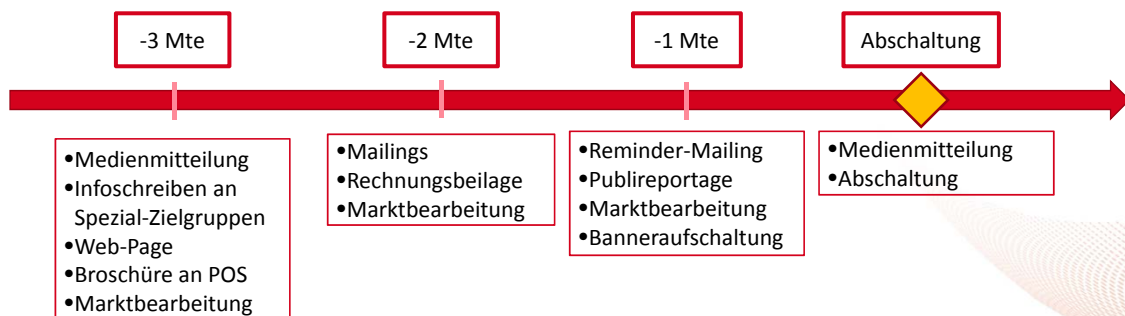 -3 Mte
-2 Mte
-1 Mte
Abschaltung
•Medienmitteilung
•Infoschreiben an
Spezial-Zielgruppen
•Web-Page
•Broschüre an POS
•Marktbearbeitung
•Mailings
•Rechnungsbeilage
•Marktbearbeitung
•Reminder-Mailing
•Publireportage
•Marktbearbeitung
•Banneraufschaltung
•Medienmitteilung
•Abschaltung